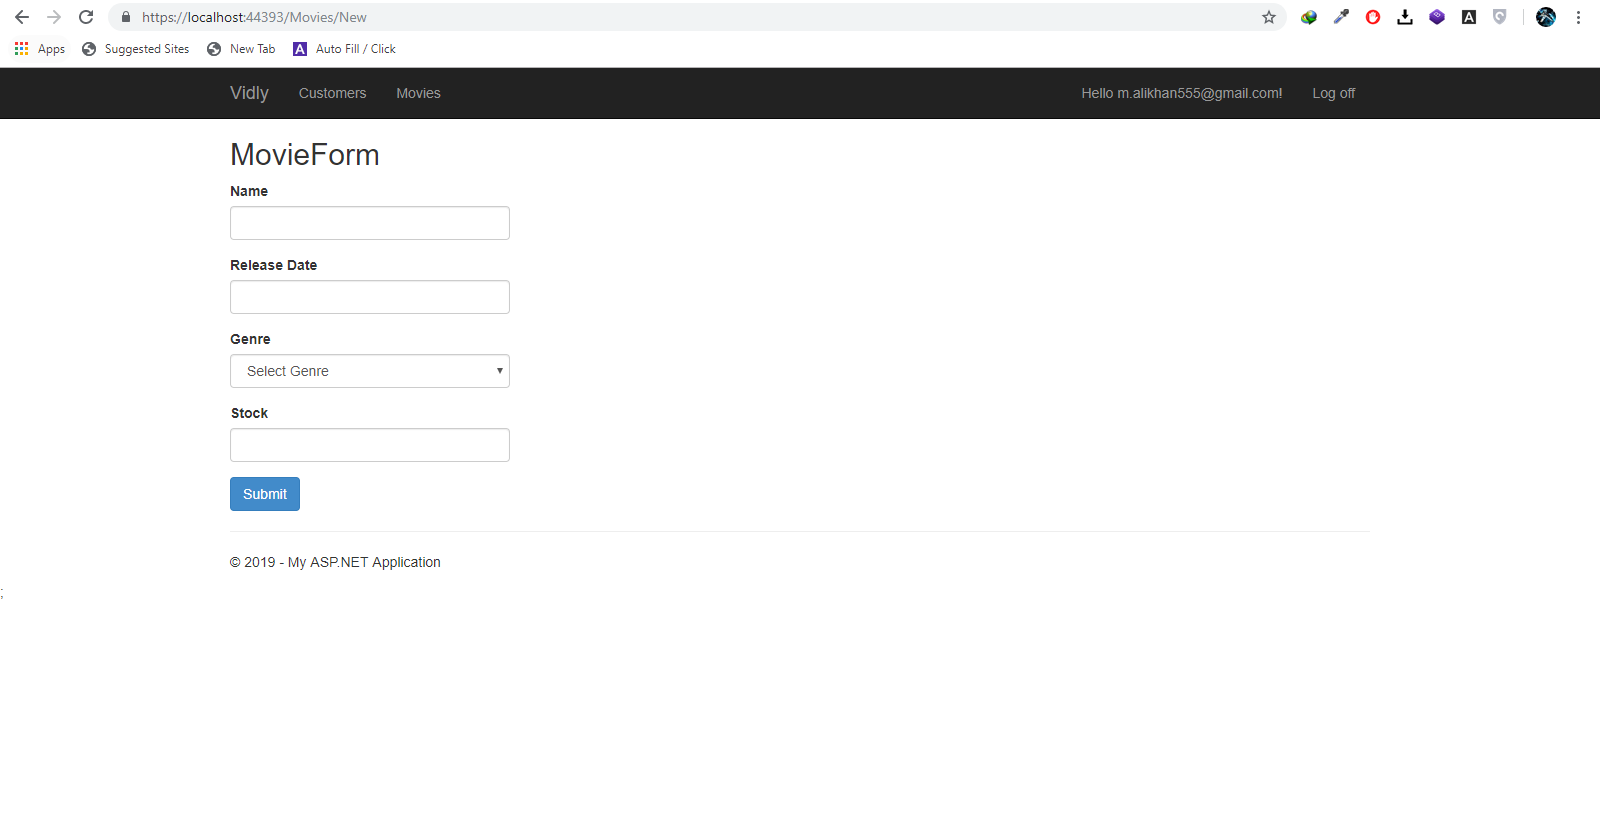 https://localhost:44393/Movies/New
Apps Suggested Sites New Tab A Auto Fill / Click
Vidly Customers Movies Hello m.alikhan555@gmail.com! Log off
MovieForm
Name
Release Date
Genre
Select Genre
Stock
Submit
© 2019 - My ASP.NET Application
;